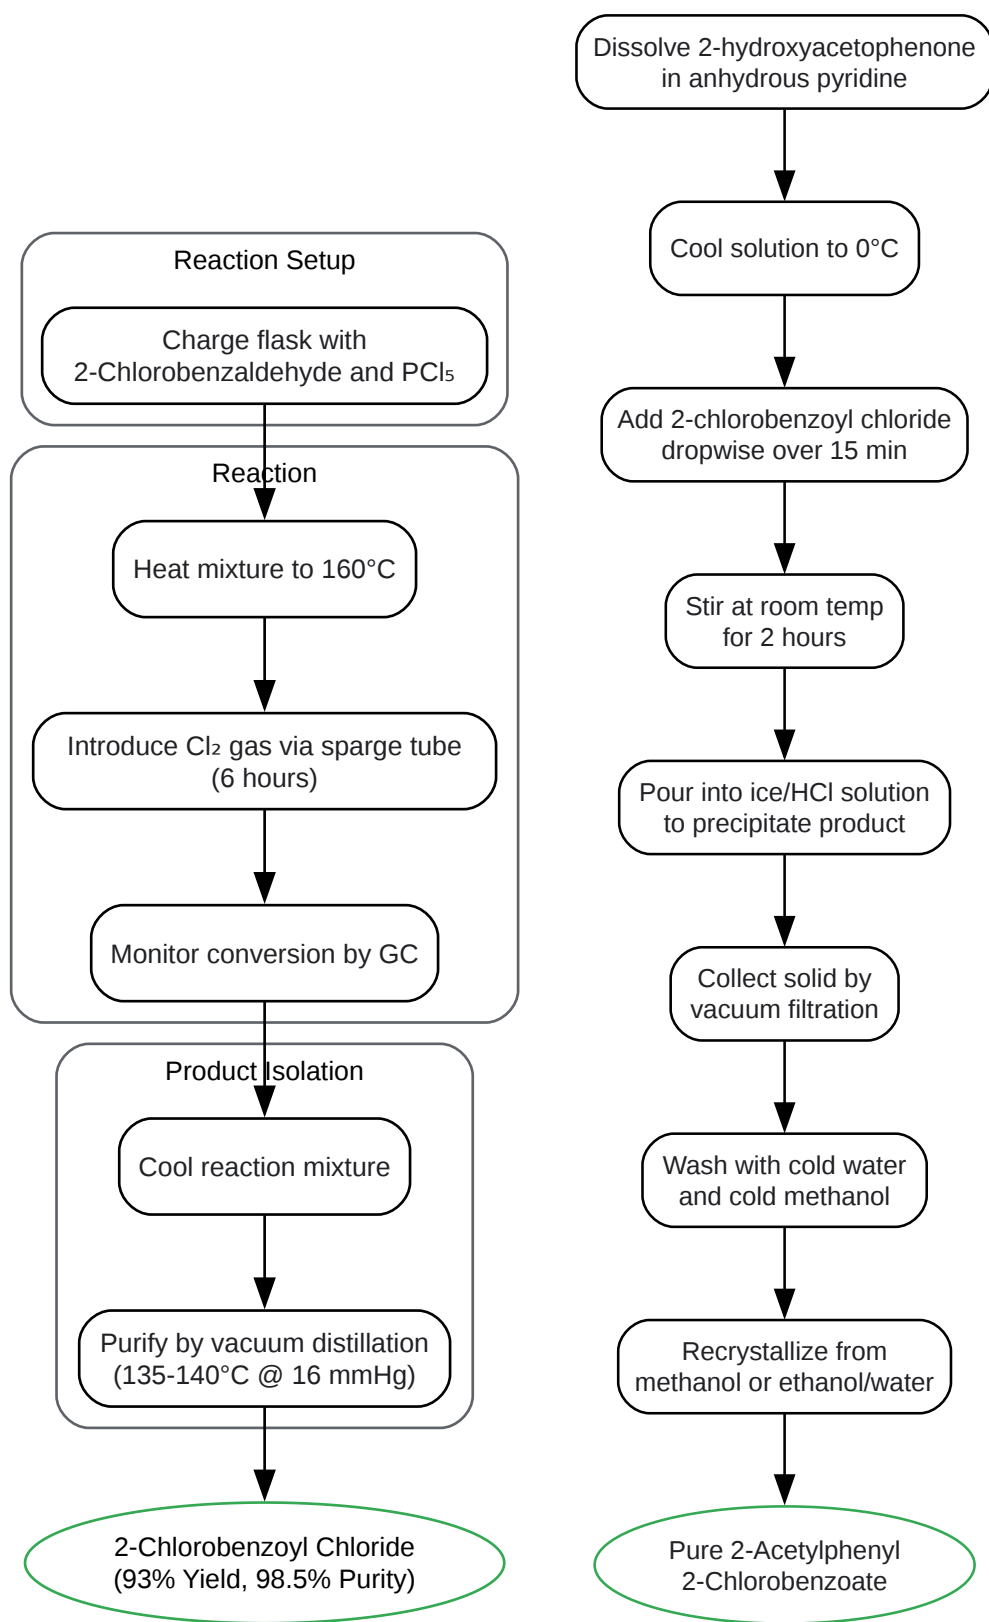 Reaction Setup
Charge flask with
2-Chlorobenzaldehyde and PCl₅
Reaction
Heat mixture to 160°C
Introduce Cl₂ gas via sparge tube
(6 hours)
Monitor conversion by GC
Product Isolation
Cool reaction mixture
Purify by vacuum distillation
(135-140°C @ 16 mmHg)
2-Chlorobenzoyl Chloride
(93% Yield, 98.5% Purity)
Dissolve 2-hydroxyacetophenone
in anhydrous pyridine
Cool solution to 0°C
Add 2-chlorobenzoyl chloride
dropwise over 15 min
Stir at room temp
for 2 hours
Pour into ice/HCl solution
to precipitate product
Collect solid by
vacuum filtration
Wash with cold water
and cold methanol
Recrystallize from
methanol or ethanol/water
Pure 2-Acetylphenyl
2-Chlorobenzoate